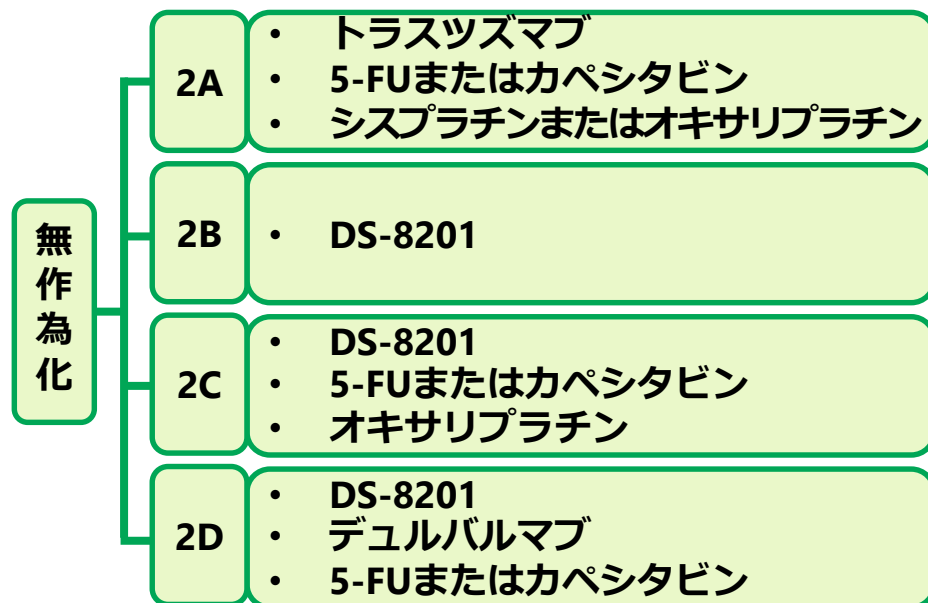 無作為化
2A
• トラスツズマブ
• 5-FUまたはカペシタビン
• シスプラチンまたはオキサリプラチン
2B
• DS-8201
2C
• DS-8201
• 5-FUまたはカペシタビン
• オキサリプラチン
2D
• DS-8201
• デュルバルマブ
• 5-FUまたはカペシタビン